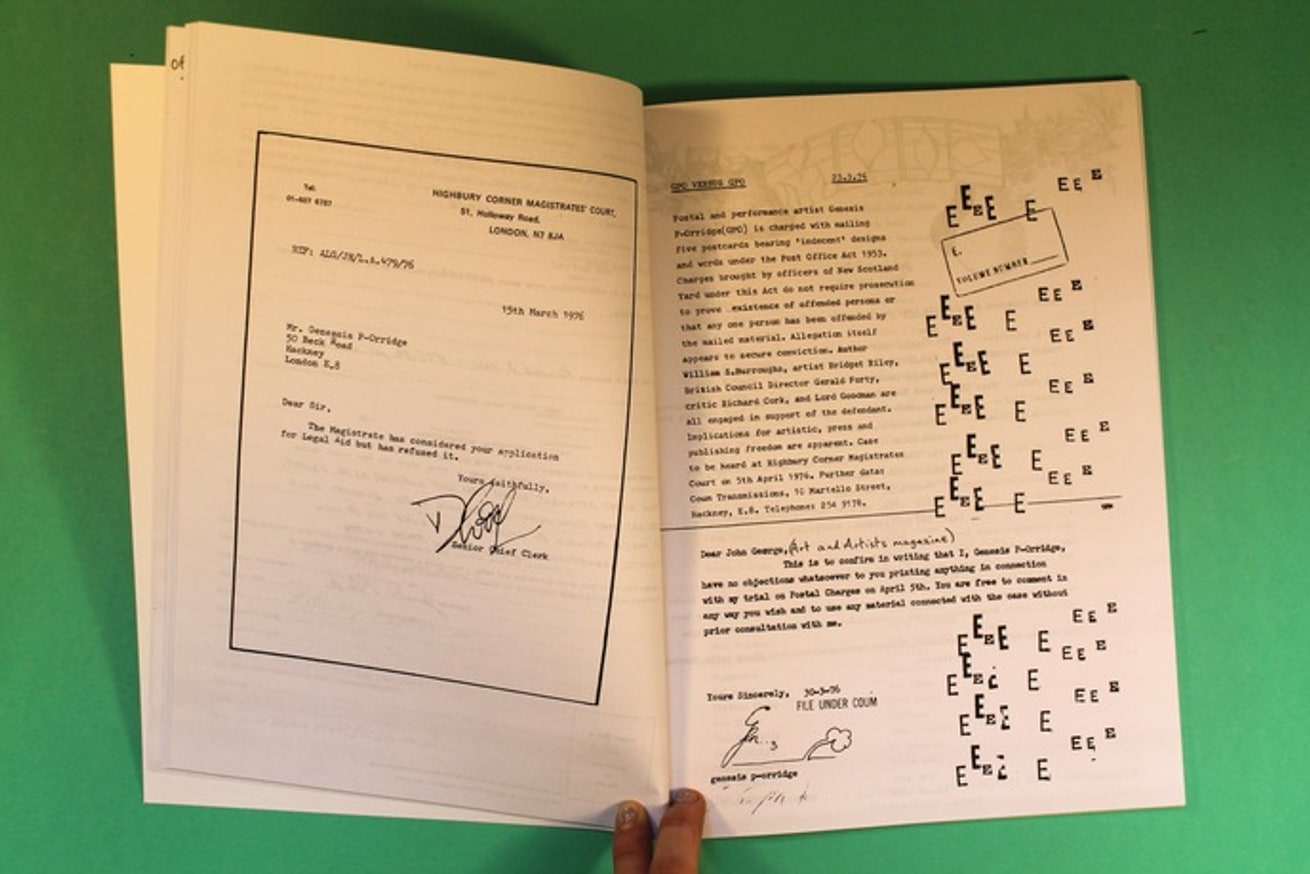 of
Tel:
01-607 6757
HIGHBURY CORNER MAGISTRATES' COURT,
51, Holloway Road,
LONDON, N7 8JA
REF: ALG/JH/L.A.479/76
15th March 1976
Mr. Genesis P-Orridge
50 Beck Road
Hackney
London E.8
Dear Sir,
The Magistrate has considered your application
for Legal Aid but has refused it.
Yours faithfully,
Senior Chief Clerk
GPO VERSUS GPO 23.3.76
Postal and performance artist Genesis
P-Orridge(GPO) is charged with mailing
five postcards bearing 'indecent' designs
and words under the Post Office Act 1953.
Charges brought by officers of New Scotland
Yard under this Act do not require prosecution
to prove existence of offended persons or
that any one person has been offended by
the mailed material. Allegation itself
appears to secure conviction. Author
William S.Burroughs, artist Bridget Riley,
British Council Director Gerald Forty,
critic Richard Cork, and Lord Goodman are
all engaged in support of the defendant.
Implications for artistic, press and
publishing freedom are apparent. Case
to be heard at Highbury Corner Magistrates
Court on 5th April 1976. Further data:
Coum Transmissions, 10 Martello Street,
Hackney, E.8. Telephone: 254 9178.
E E E E E E E E
E.
VOLUME NUMBER
E E E E E E E E
E E E E E E E E
E E E E E E E E
E E E E E E E E
E E E E E E E
Dear John George,(Art and Artists magazine)
This is to confirm in writing that I, Genesis P-Orridge,
have no objections whatsoever to you printing anything in connection
with my trial on Postal Charges on April 5th. You are free to comment in
any way you wish and to use any material connected with the case without
prior consultation with me.
Yours Sincerely, 30-3-76
FILE UNDER COUM
genesis p-orridge
E E E E E E E E
E E E E E E E
E E E E E E E E
E E E E E E E